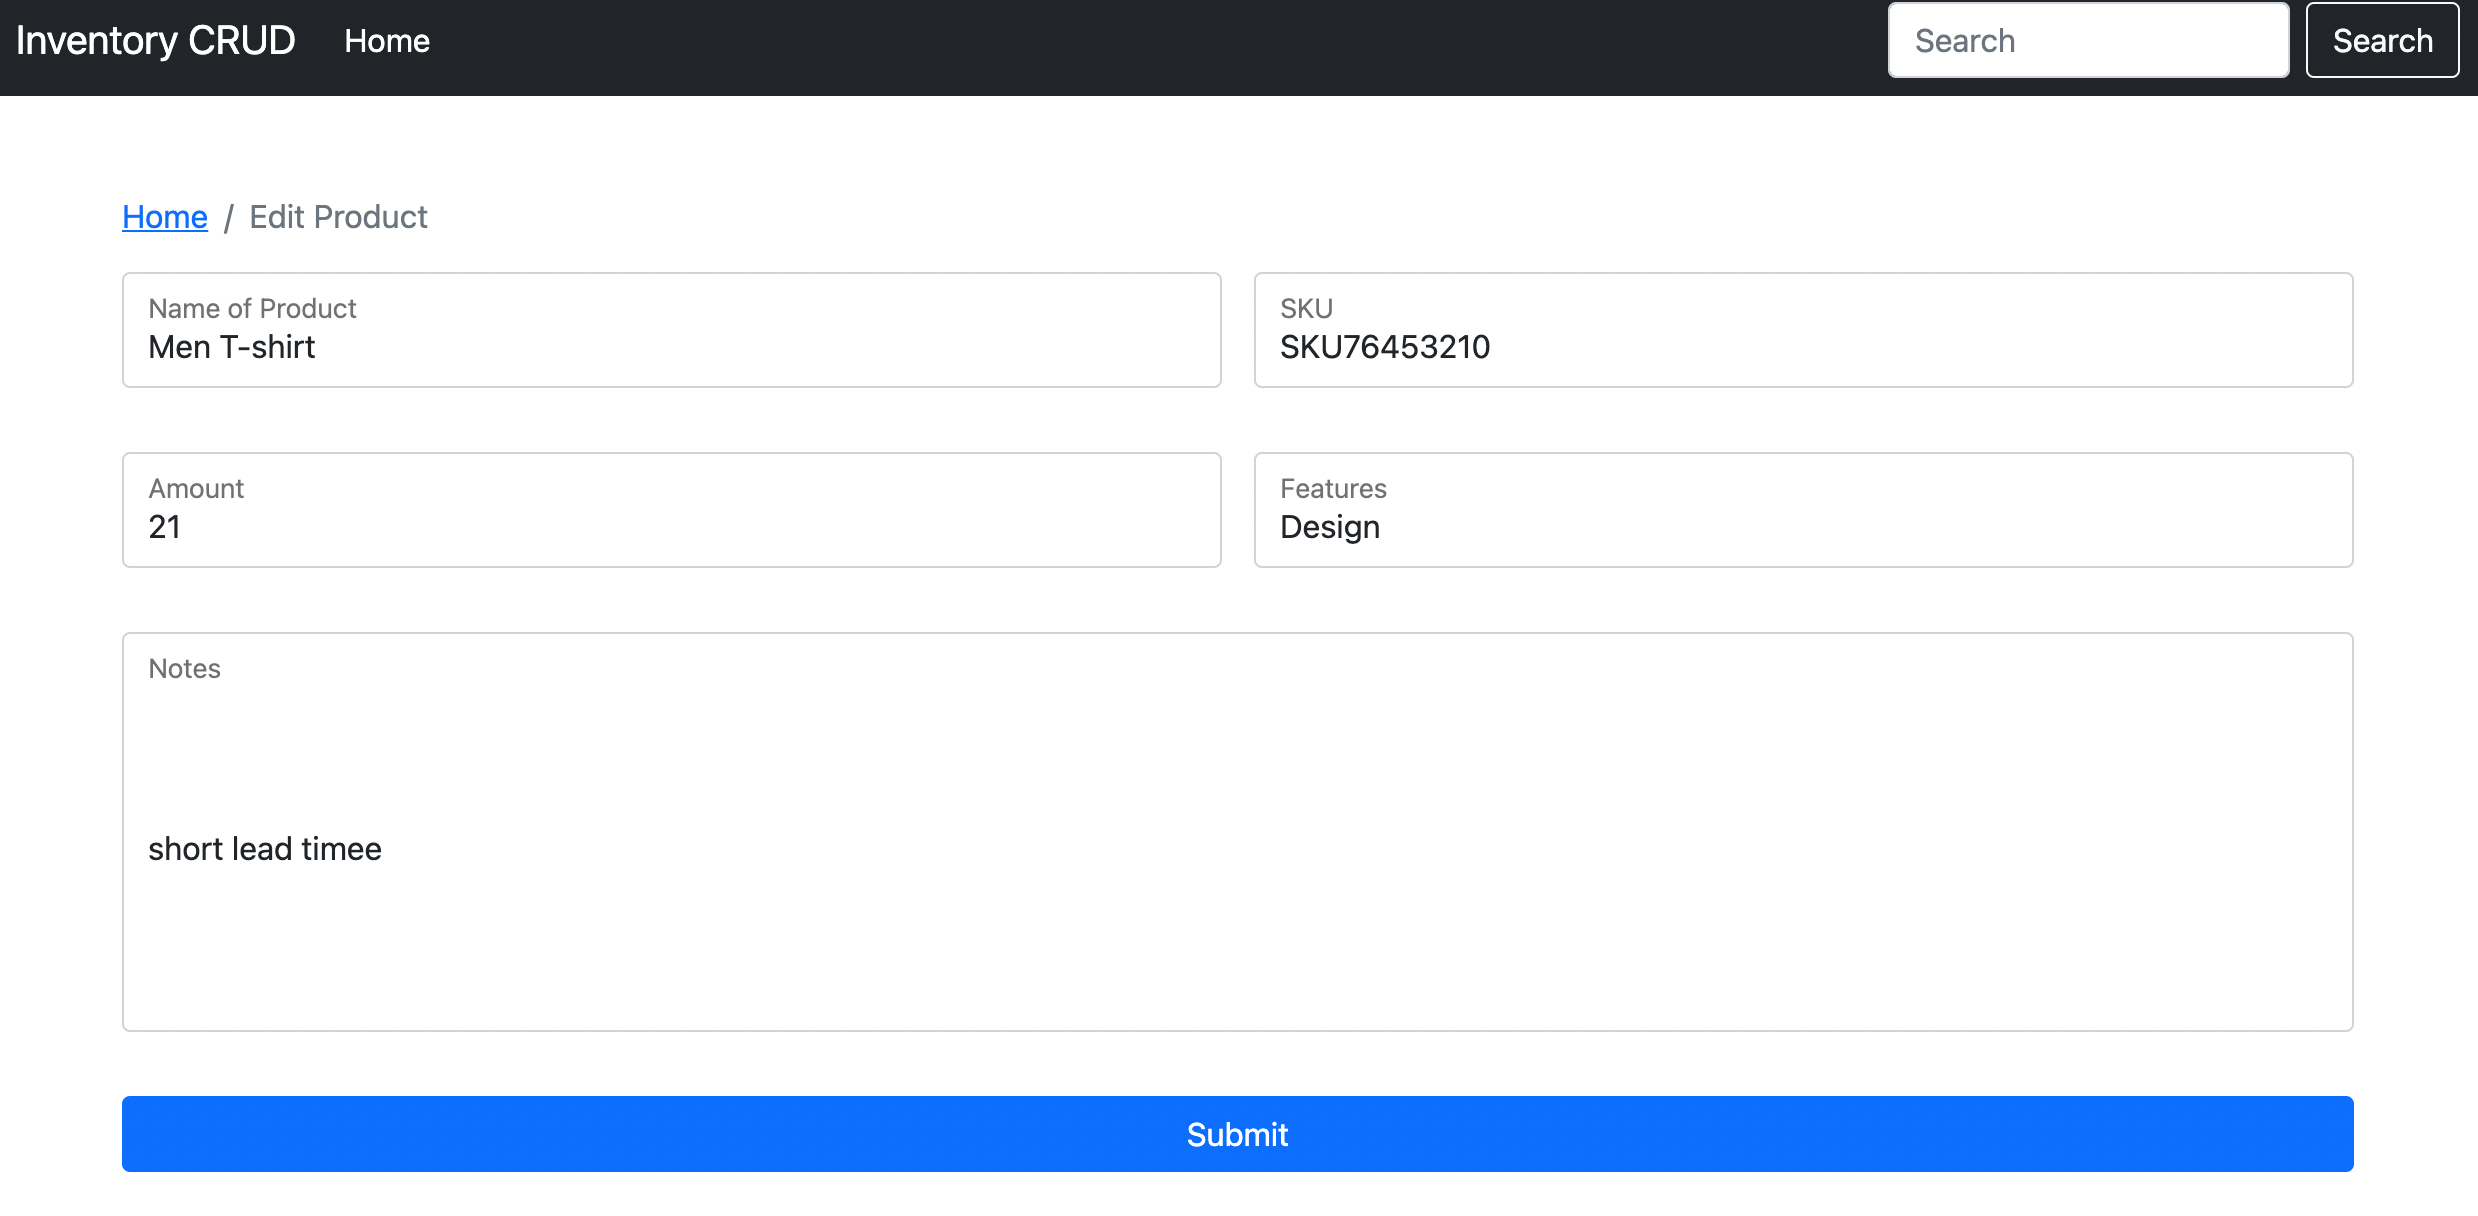 Inventory CRUD Home Search Search
Home / Edit Product
Name of Product
Men T-shirt
SKU
SKU76453210
Amount
21
Features
Design
Notes
short lead timee
Submit